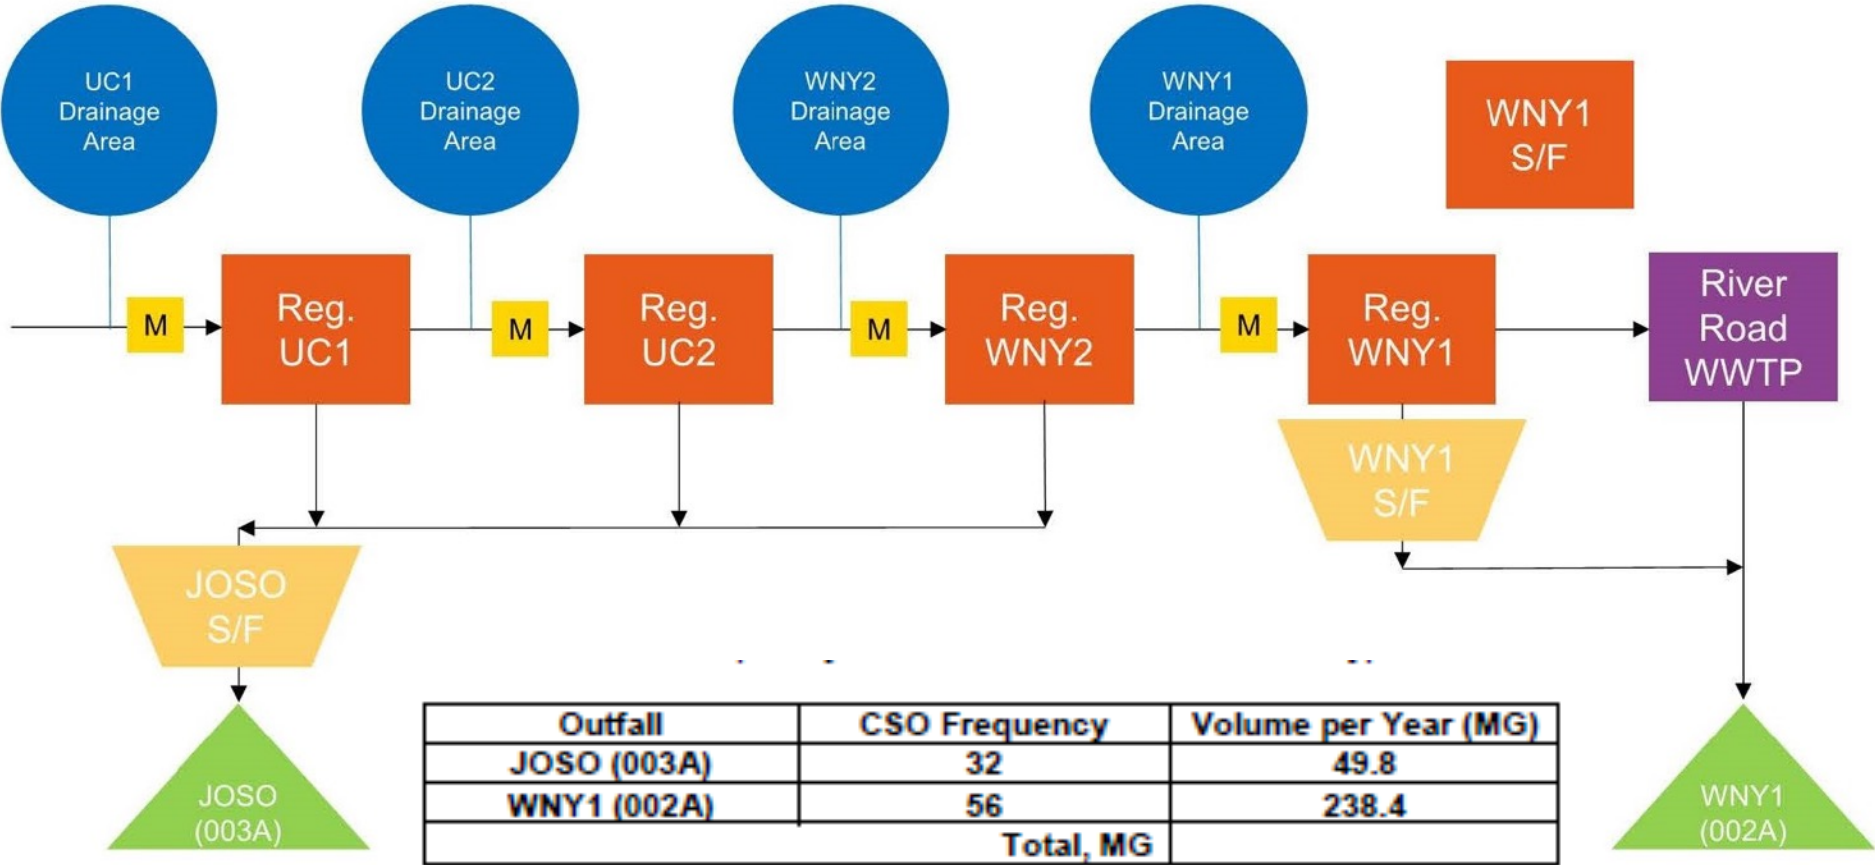 UC1
Drainage
Area
UC2
Drainage
Area
WNY2
Drainage
Area
WNY1
Drainage
Area
WNY1
S/F
M
Reg.
UC1
M
Reg.
UC2
M
Reg.
WNY2
M
Reg.
WNY1
River
Road
WWTP
WNY1
S/F
JOSO
S/F
JOSO
(003A)
Outfall CSO Frequency Volume per Year (MG)
JOSO (003A) 32 49.8
WNY1 (002A) 56 238.4
Total, MG
WNY1
(002A)